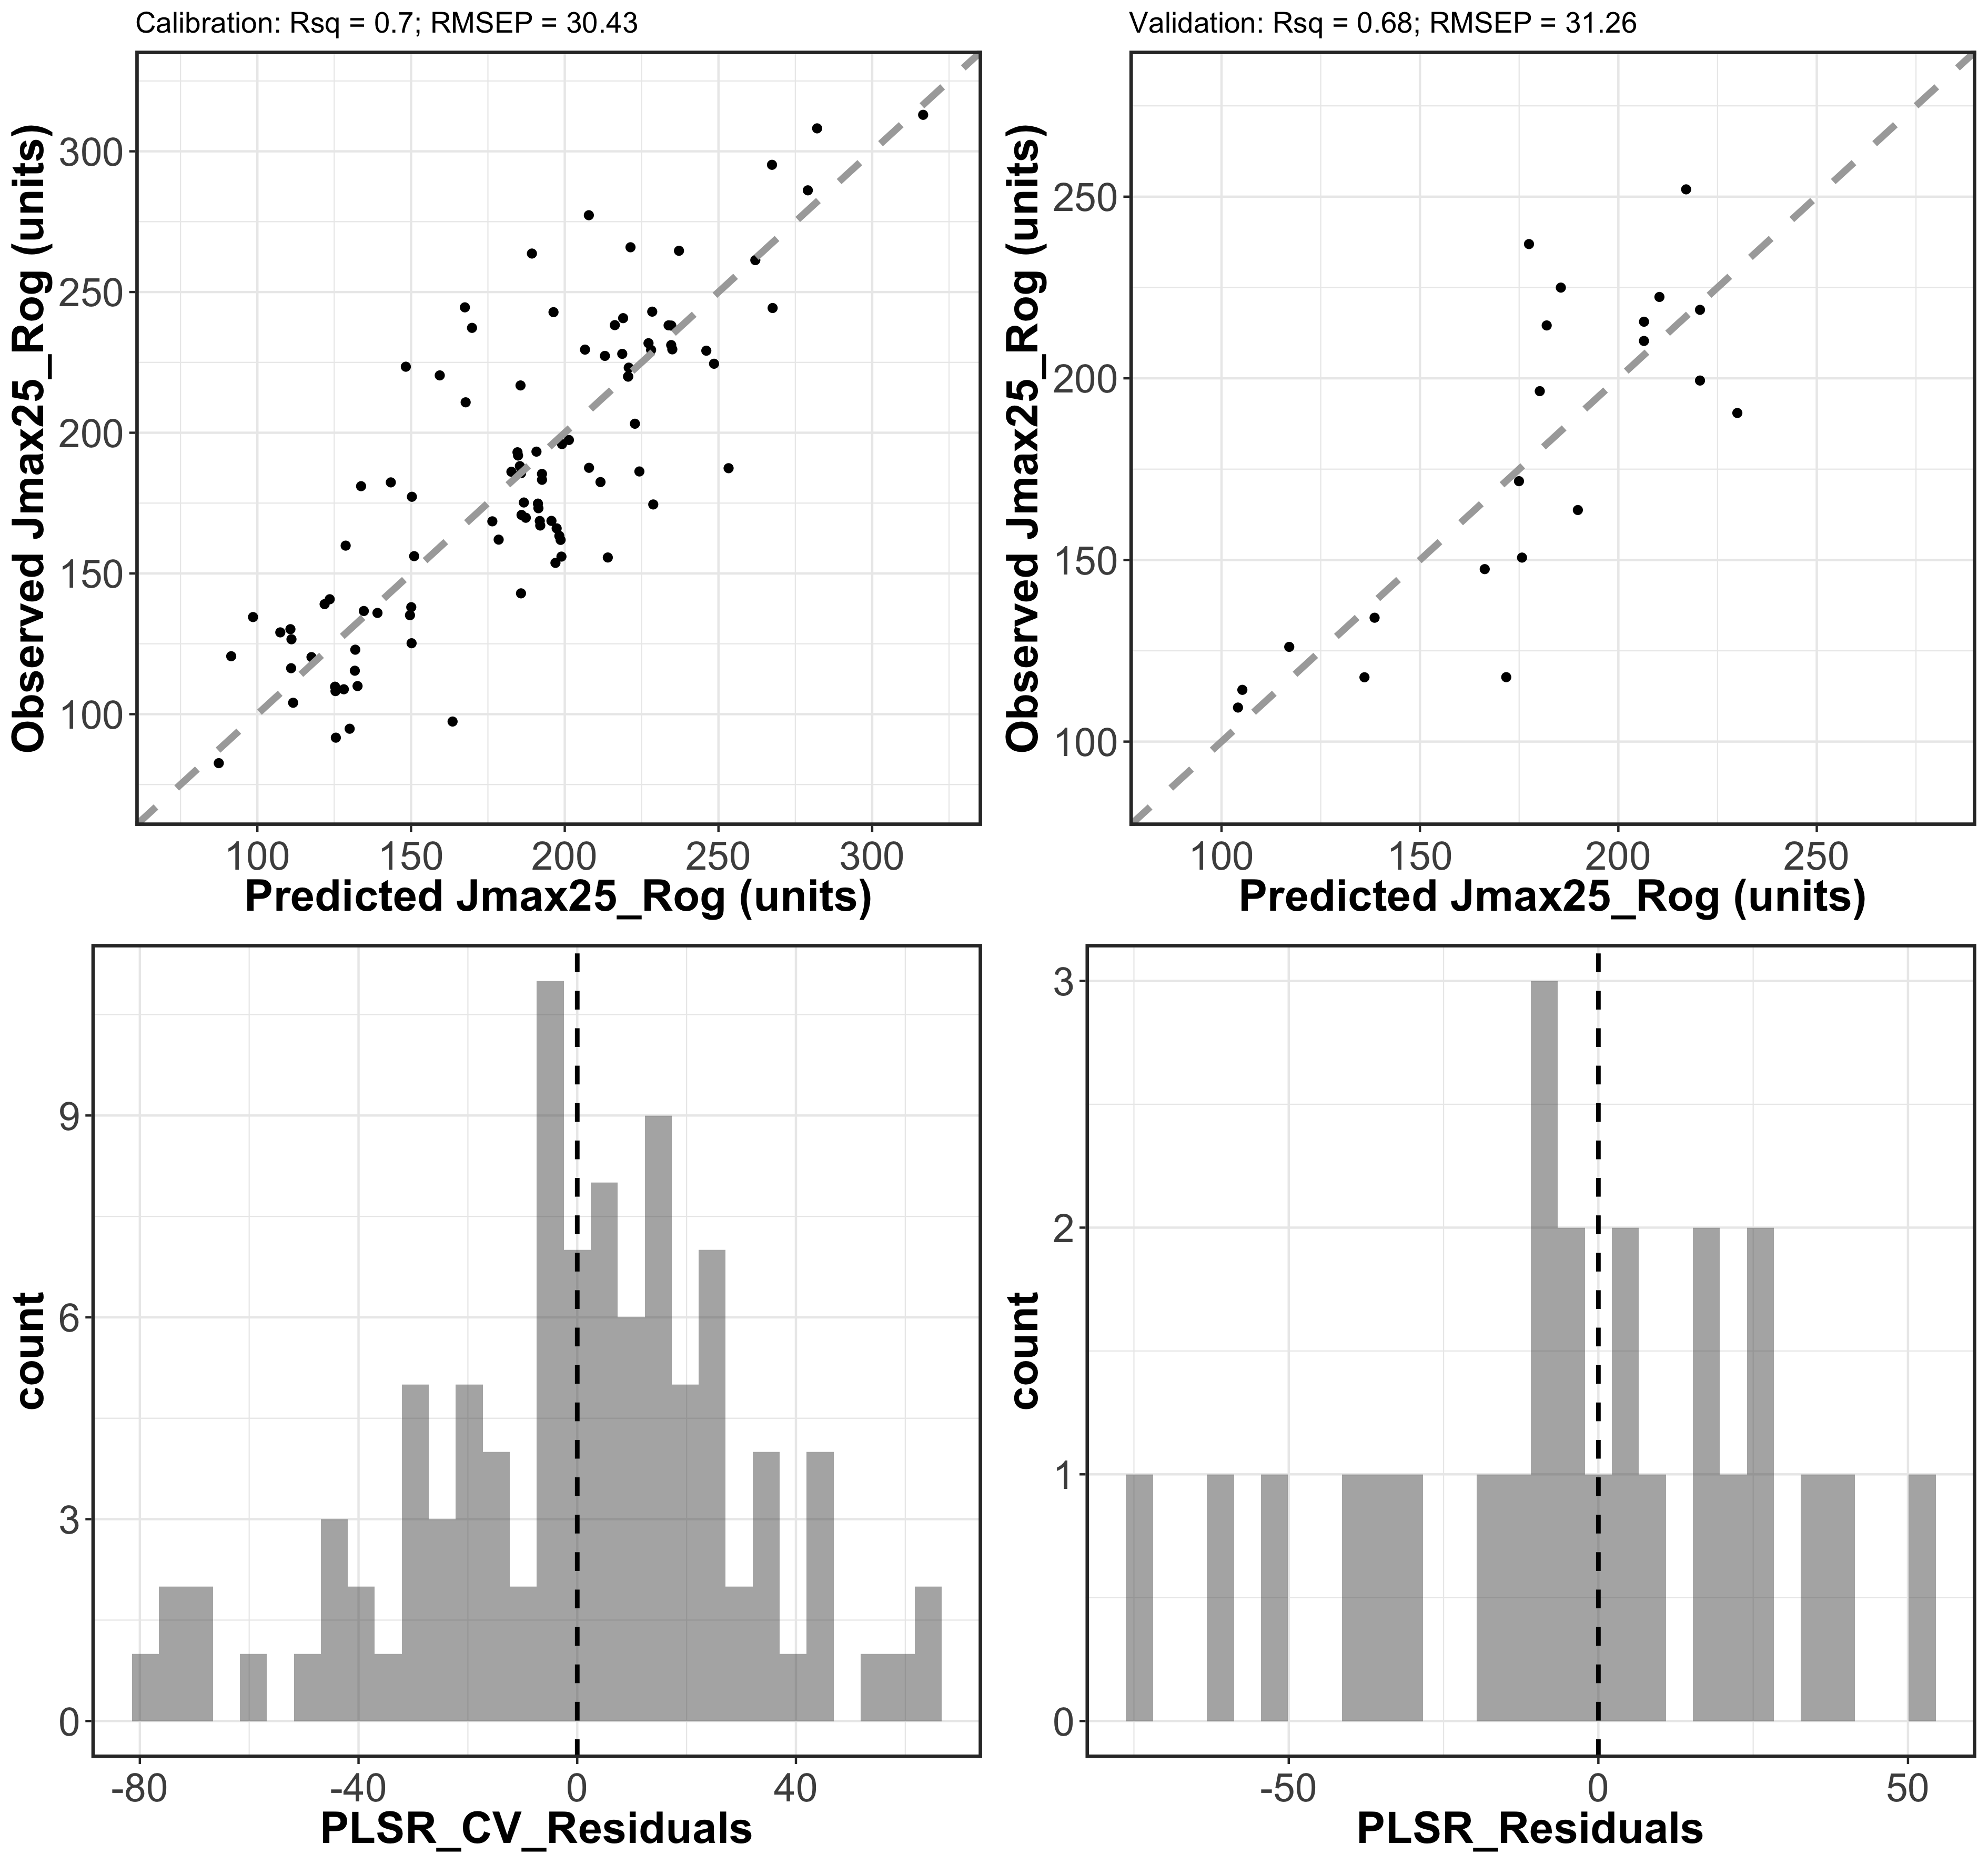 Calibration: Rsq = 0.7; RMSEP = 30.43
Observed Jmax25_Rog (units)
300
250
200
150
100
100 150 200 250 300
Predicted Jmax25_Rog (units)
Validation: Rsq = 0.68; RMSEP = 31.26
Observed Jmax25_Rog (units)
250
200
150
100
100 150 200 250
Predicted Jmax25_Rog (units)
count
9
6
3
0
-80 -40 0 40
PLSR_CV_Residuals
count
3
2
1
0
-50 0 50
PLSR_Residuals